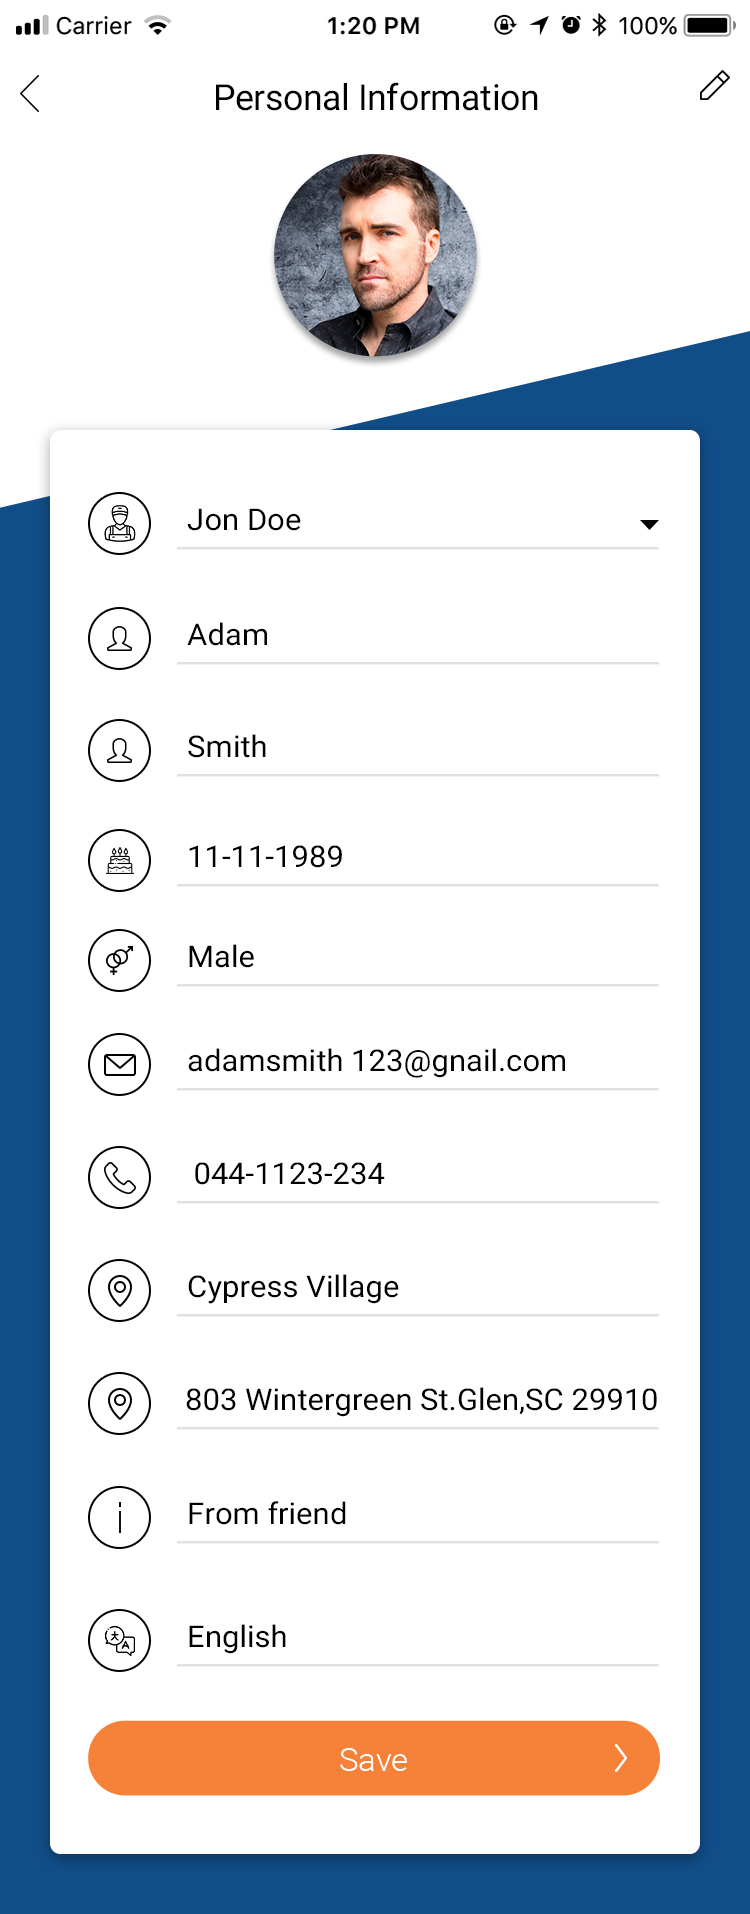 Carrier 1:20 PM 100%
Personal Information
Jon Doe
Adam
Smith
11-11-1989
Male
adamsmith 123@gnail.com
044-1123-234
Cypress Village
803 Wintergreen St.Glen,SC 29910
From friend
English
Save